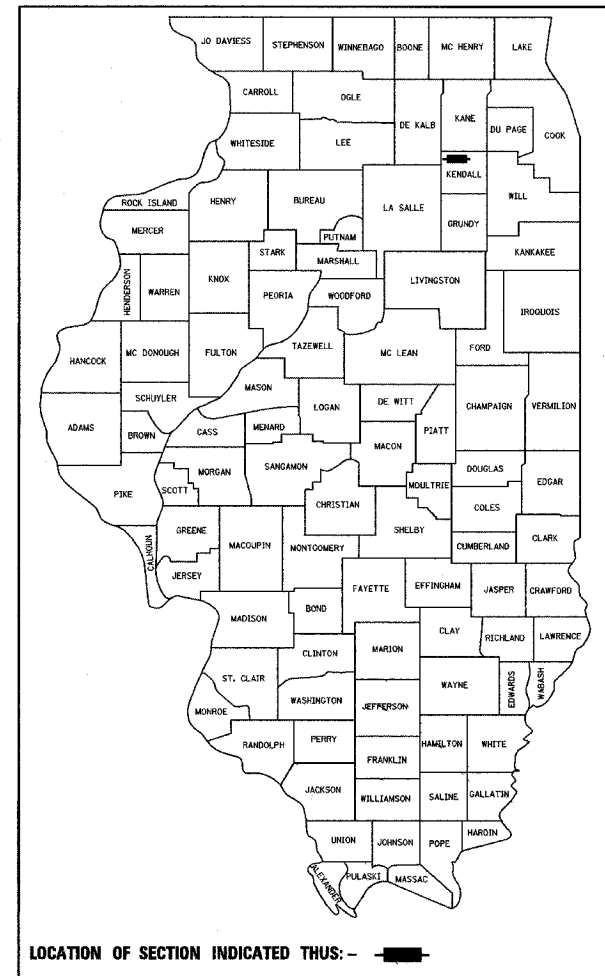 JO DAVIESS STEPHENSON WINNEBAGO BOONE MC HENRY LAKE
CARROLL OGLE DE KALB KANE DU PAGE COOK
WHITESIDE LEE KENDALL WILL
ROCK ISLAND HENRY BUREAU LA SALLE GRUNDY
MERCER PUTNAM KANKAKEE
STARK MARSHALL
HENDERSON WARREN KNOX PEORIA WOODFORD LIVINGSTON IROQUOIS
HANCOCK MC DONOUGH FULTON TAZEWELL MC LEAN FORD
SCHUYLER MASON LOGAN DE WITT CHAMPAIGN VERMILION
ADAMS BROWN CASS MENARD MACON PIATT
PIKE SCOTT MORGAN SANGAMON MOULTRIE DOUGLAS EDGAR
CHRISTIAN COLES
CALHOUN GREENE MACOUPIN MONTGOMERY SHELBY CUMBERLAND CLARK
JERSEY FAYETTE EFFINGHAM JASPER CRAWFORD
MADISON BOND CLAY RICHLAND LAWRENCE
CLINTON MARION
ST. CLAIR WASHINGTON WAYNE EDWARDS WABASH
MONROE JEFFERSON
RANDOLPH PERRY HAMILTON WHITE
FRANKLIN
JACKSON WILLIAMSON SALINE GALLATIN
UNION JOHNSON POPE HARDIN
ALEXANDER PULASKI MASSAC
LOCATION OF SECTION INDICATED THUS: -